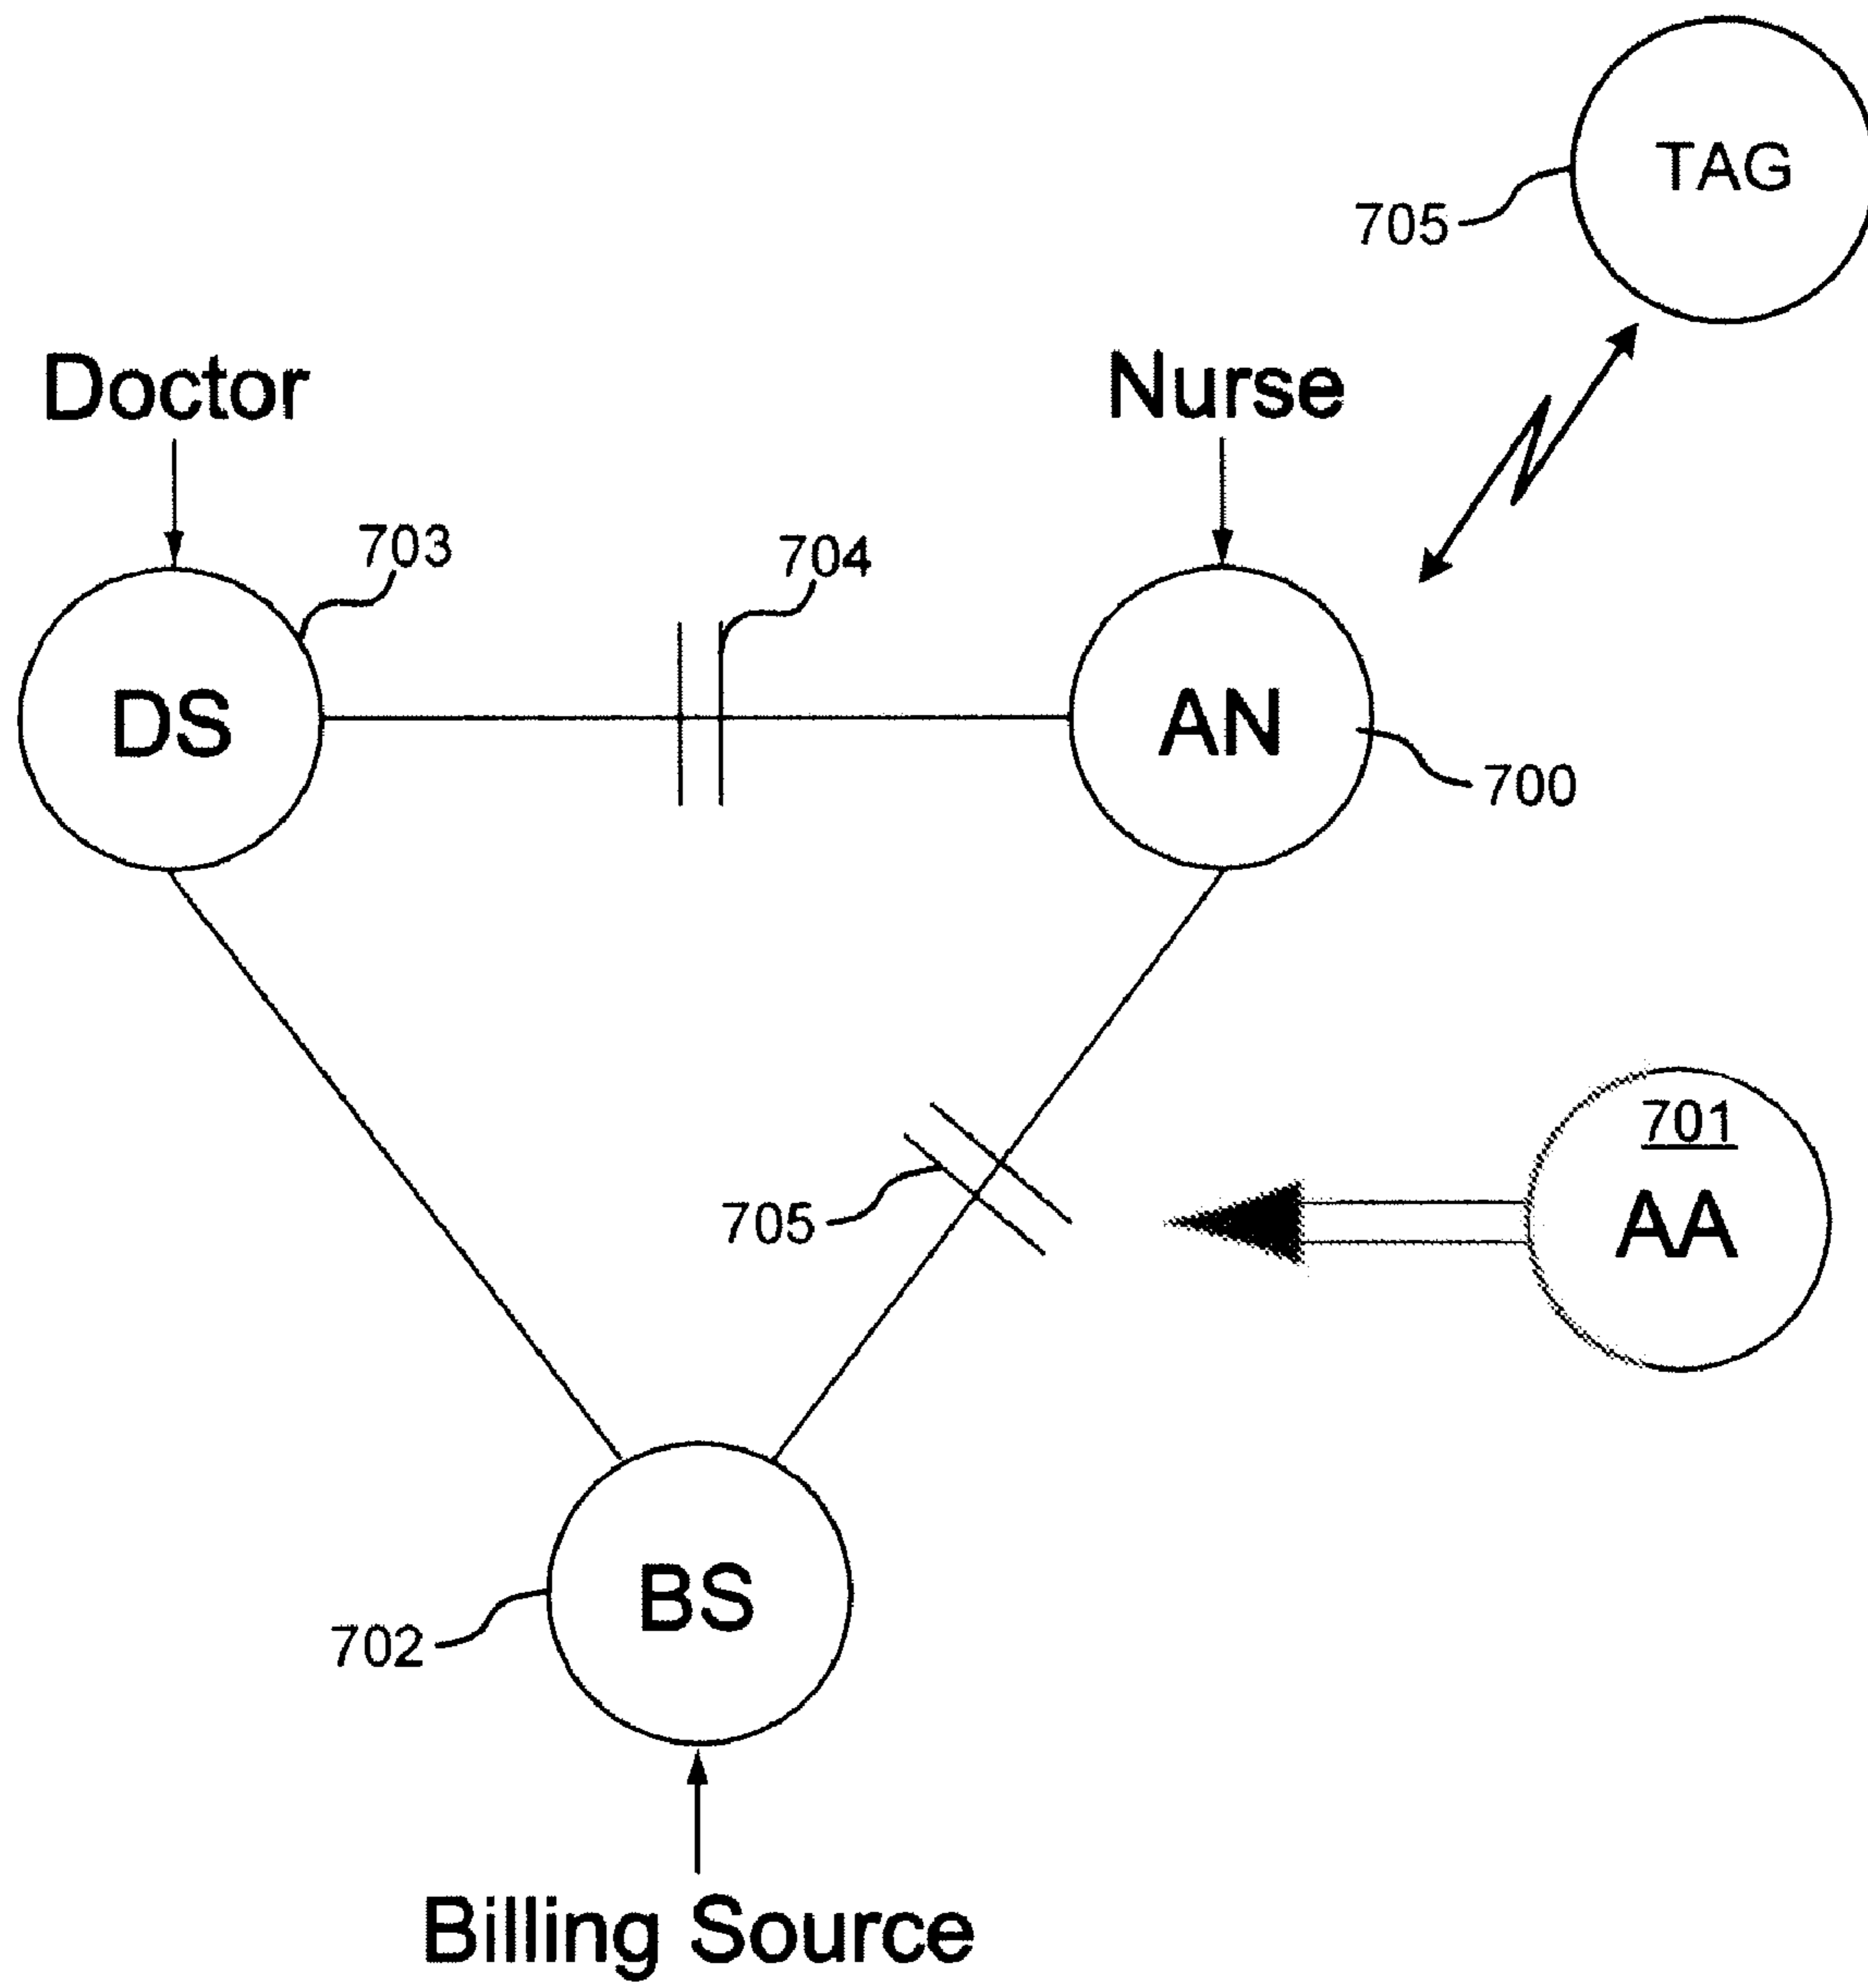 TAG
705
Doctor
Nurse
703
704
DS
AN
700
701
AA
705
BS
702
Billing Source